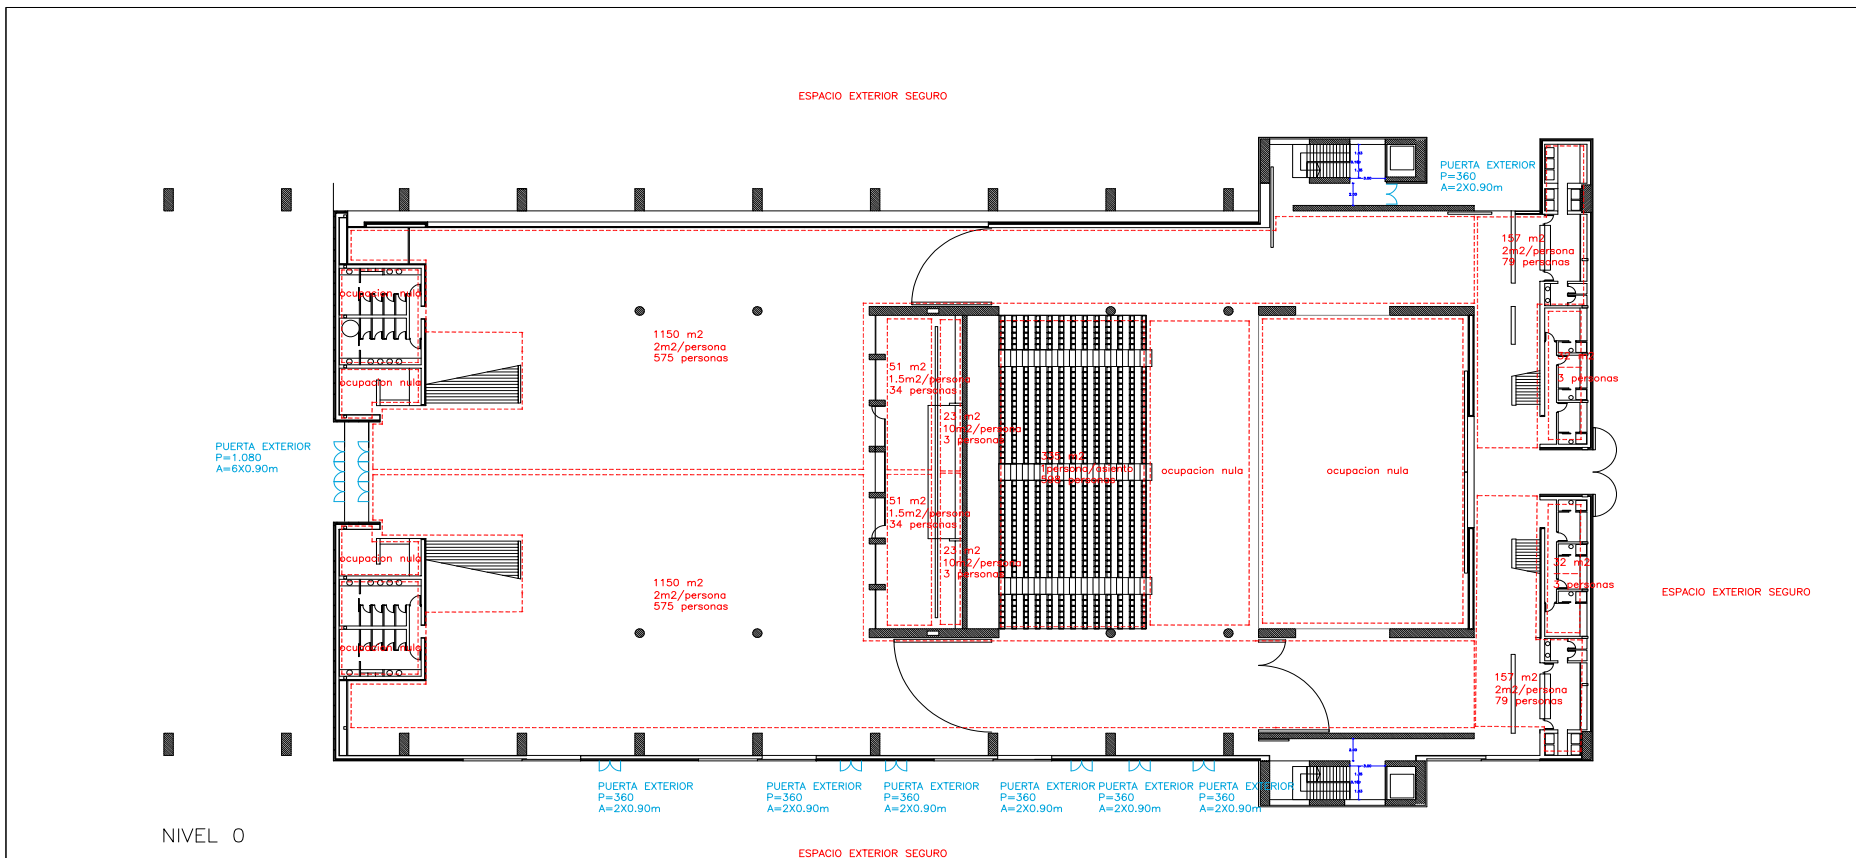 ESPACIO EXTERIOR SEGURO
PUERTA EXTERIOR
P=360
A=2X0.90m
157 m2
2m2/persona
79 personas
ocupacion nula
1150 m2
2m2/persona
575 personas
ocupacion nula
51 m2
1.5m2/persona
34 personas
3 personas
23 m2
10m2/persona
3 personas
PUERTA EXTERIOR
P=1.080
A=6X0.90m
1persona/asiento
ocupacion nula
ocupacion nula
51 m2
1.5m2/persona
34 personas
23 m2
10m2/persona
3 personas
ocupacion nula
32 m2
3 personas
1150 m2
2m2/persona
575 personas
ESPACIO EXTERIOR SEGURO
ocupacion nula
157 m2
2m2/persona
79 personas
PUERTA EXTERIOR
P=360
A=2X0.90m
PUERTA EXTERIOR
P=360
A=2X0.90m
PUERTA EXTERIOR
P=360
A=2X0.90m
PUERTA EXTERIOR
P=360
A=2X0.90m
PUERTA EXTERIOR
P=360
A=2X0.90m
PUERTA EXTERIOR
P=360
A=2X0.90m
NIVEL 0
ESPACIO EXTERIOR SEGURO